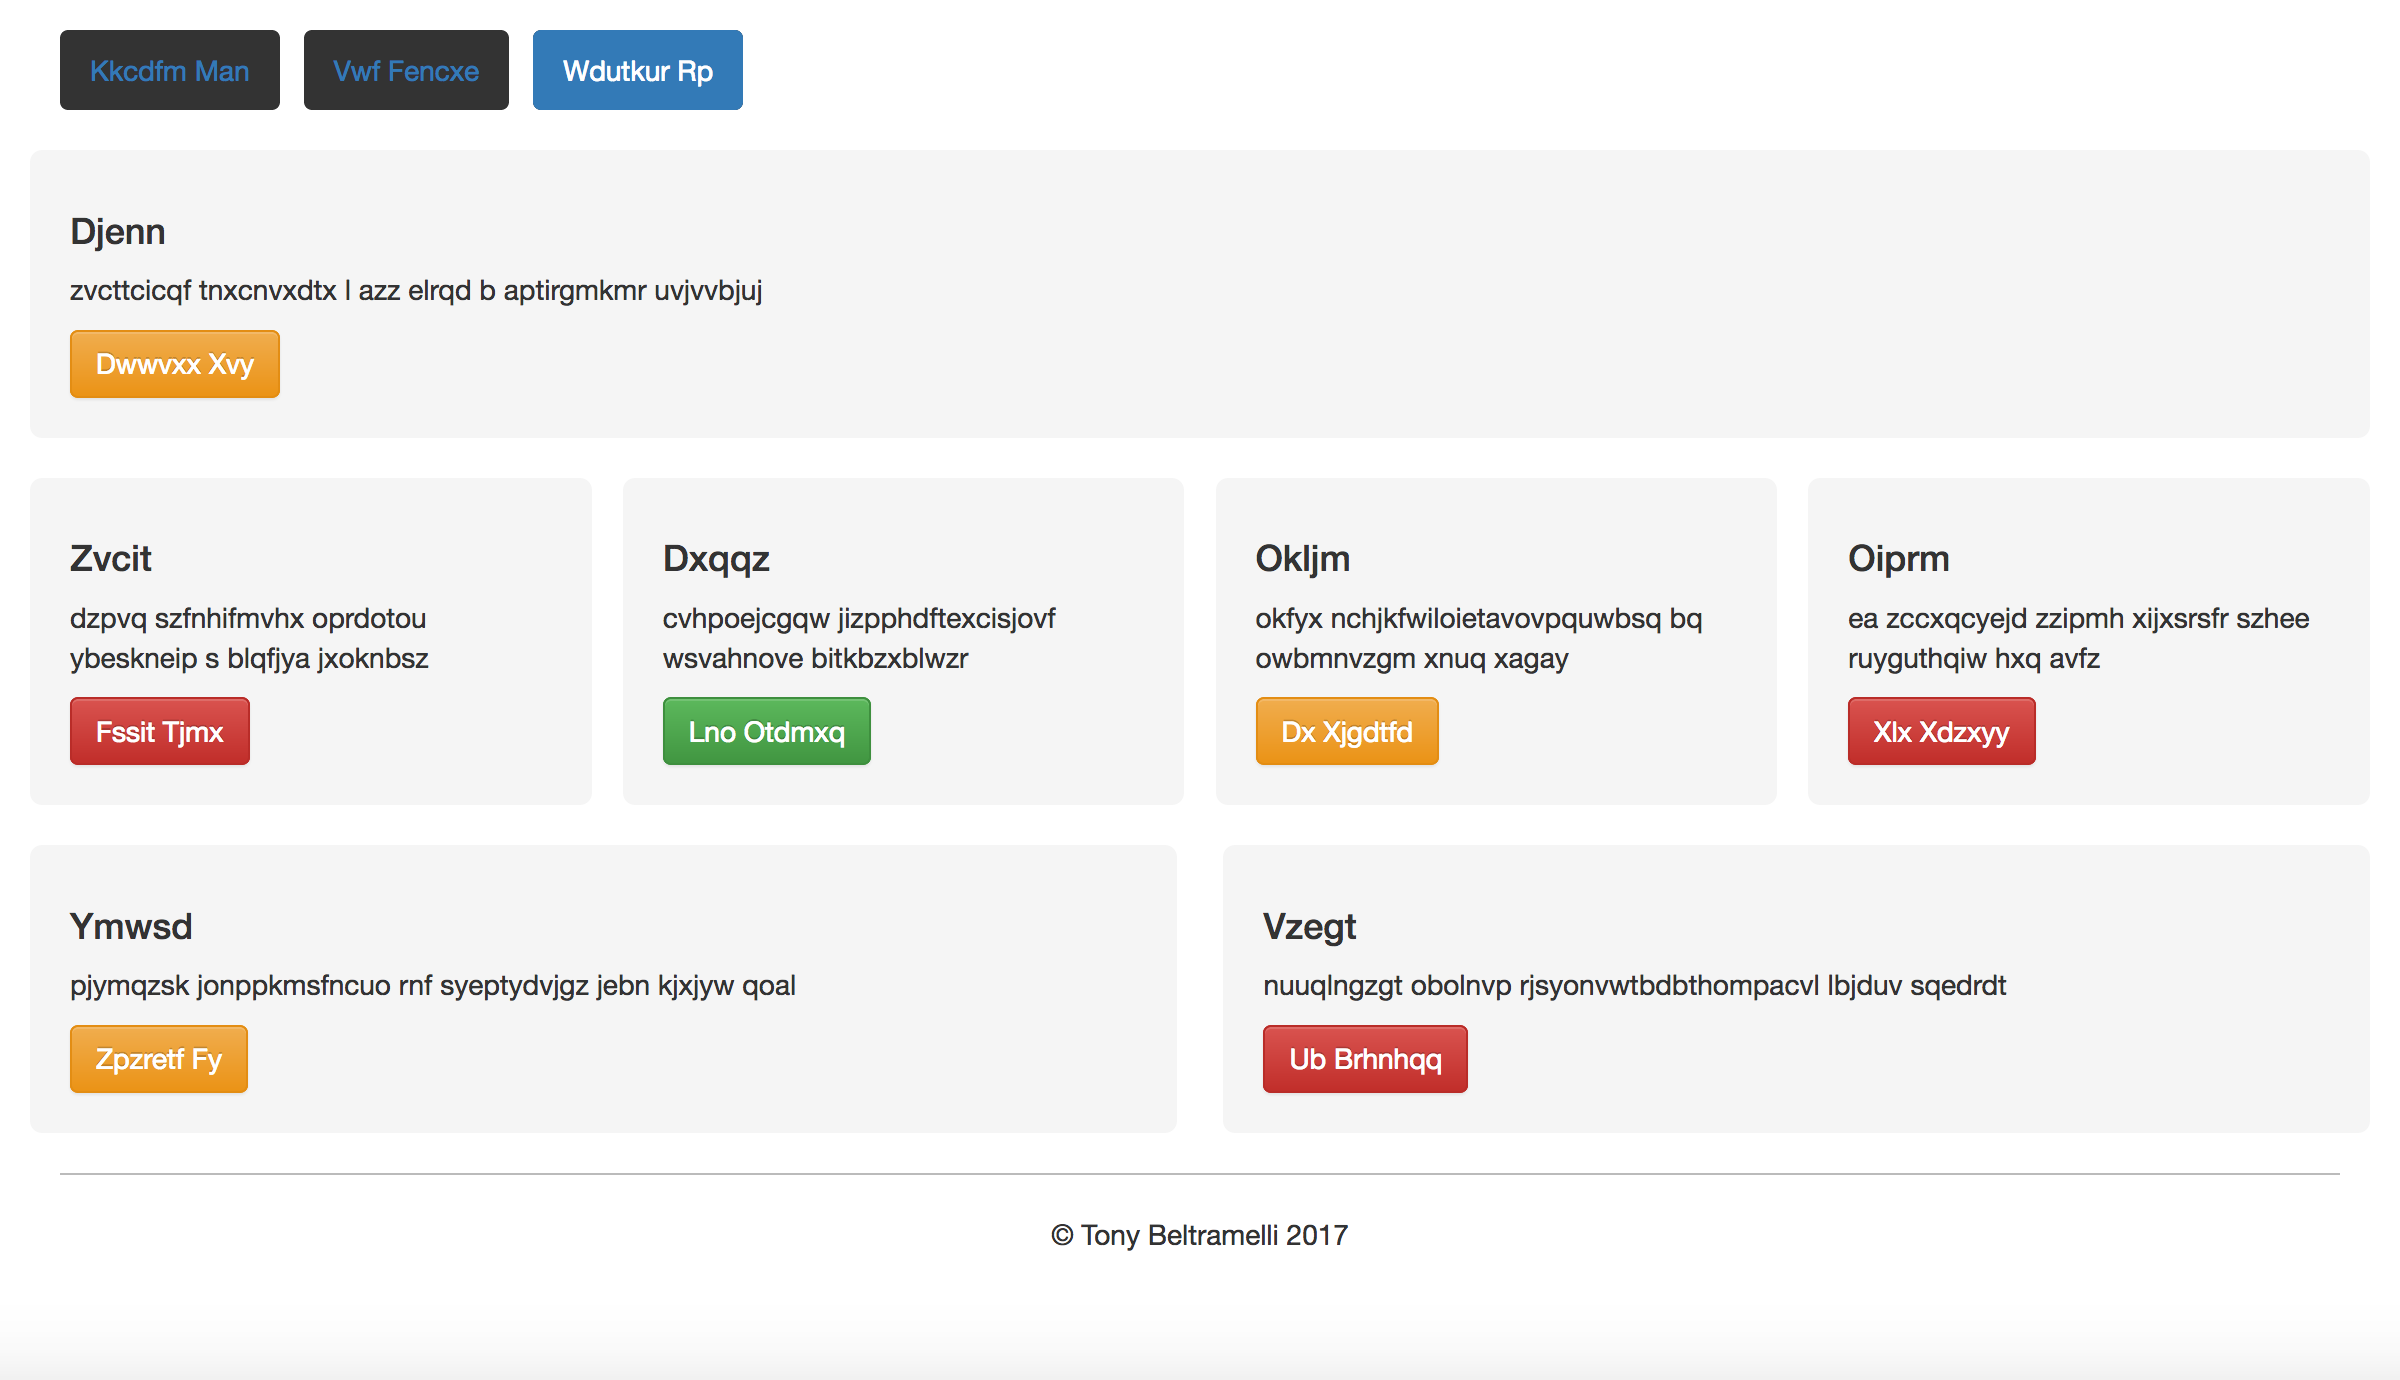 Kkcdfm Man
Vwf Fencxe
Wdutkur Rp
Djenn
zvcttcicqf tnxcnvxdtx l azz elrqd b aptirgmkmr uvjvvbjuj
Dwwvxx Xvy
Zvcit
dzpvq szfnhifmvhx oprdotou
ybeskneip s blqfjya jxoknbsz
Fssit Tjmx
Dxqqz
cvhpoejcgqw jizpphdftexcisjovf
wsvahnove bitkbzxblwzr
Lno Otdmxq
Okljm
okfyx nchjkfwiloietavovpquwbsq bq
owbmnvzgm xnuq xagay
Dx Xjgdtfd
Oiprm
ea zccxqcyejd zzipmh xijxsrsfr szhee
ruyguthqiw hxq avfz
Xlx Xdzxyy
Ymwsd
pjymqzsk jonppkmsfncuo rnf syeptydvjgz jebn kjxjyw qoal
Zpzretf Fy
Vzegt
nuuqlngzgt obolnvp rjsyonvwtbdbthompacvl lbjduv sqedrdt
Ub Brhnhqq
© Tony Beltramelli 2017